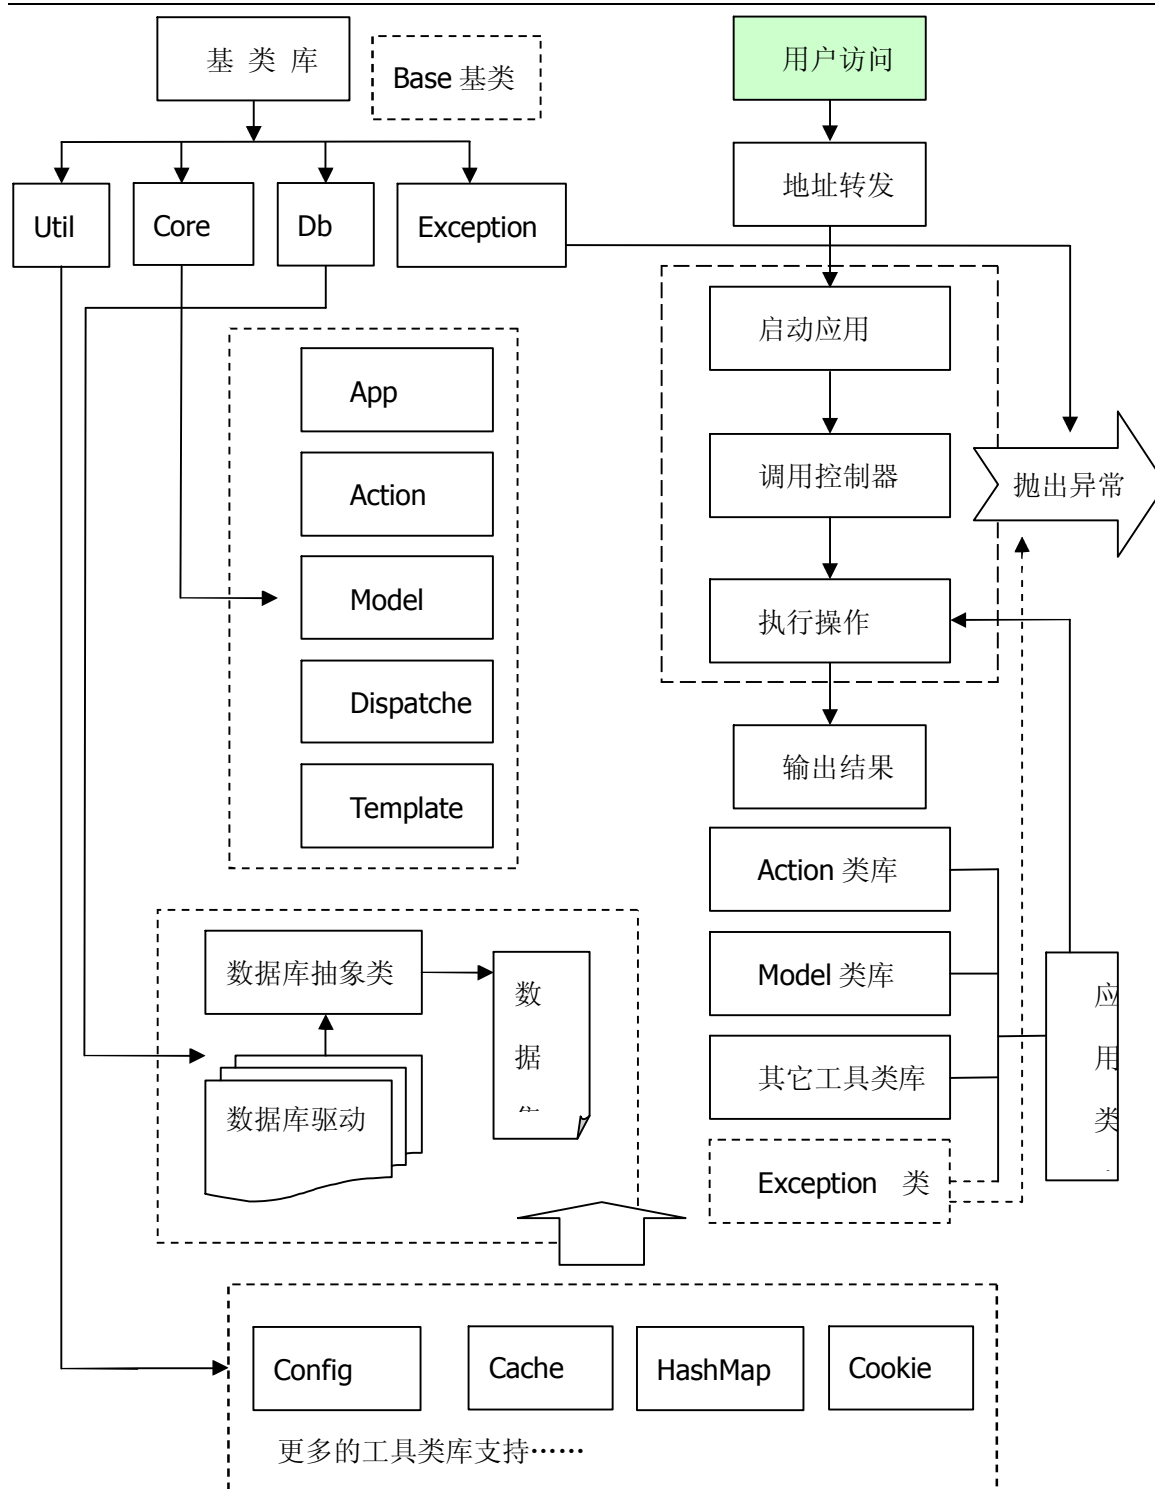 基 类 库
Base 基类
用户访问
地址转发
Util
Core
Db
Exception
启动应用
App
调用控制器
抛出异常
Action
执行操作
Model
Dispatche
输出结果
Template
Action 类库
数据库抽象类
数
据
Model 类库
应
用
类
其它工具类库
数据库驱动
Exception 类
Config
Cache
HashMap
Cookie
更多的工具类库支持……